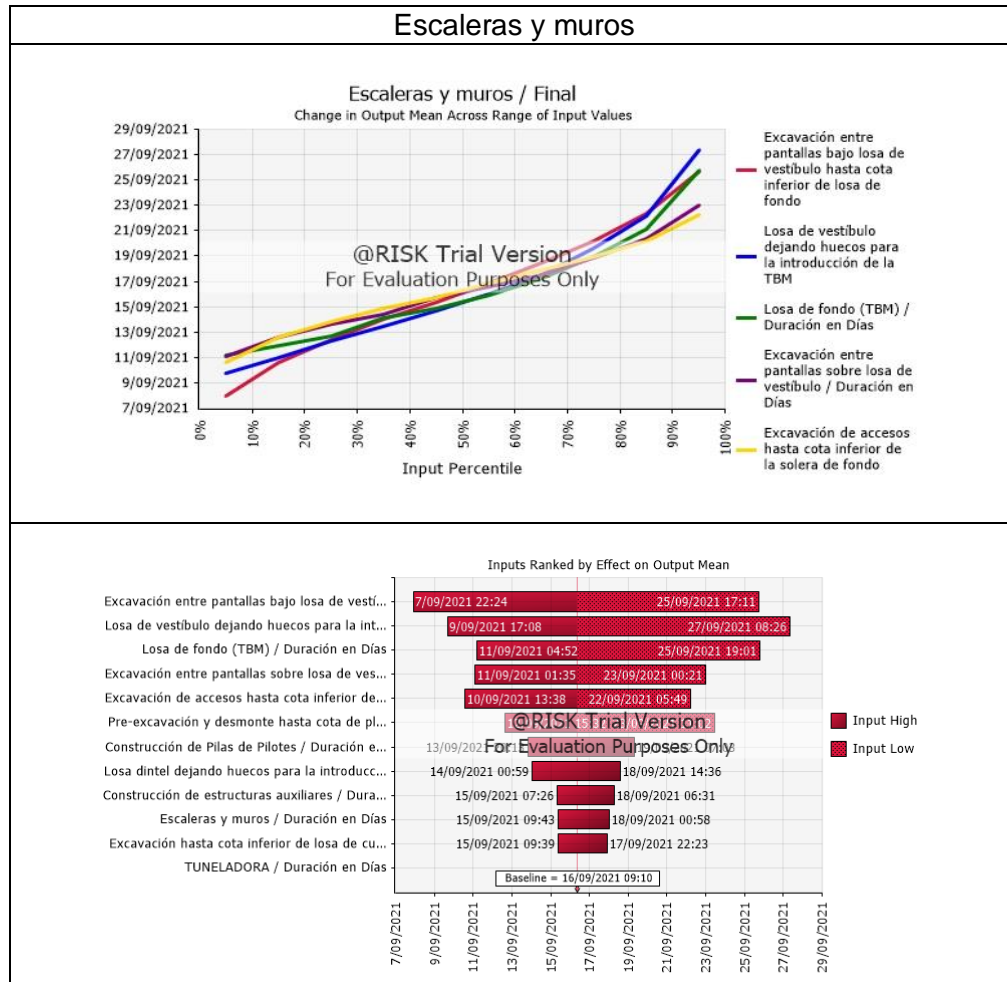 Escaleras y muros
Escaleras y muros / Final
Change in Output Mean Across Range of Input Values
29/09/2021
27/09/2021
25/09/2021
23/09/2021
21/09/2021
19/09/2021
17/09/2021
15/09/2021
13/09/2021
11/09/2021
9/09/2021
7/09/2021
@RISK Trial Version
For Evaluation Purposes Only
0%
10%
20%
30%
40%
50%
60%
70%
80%
90%
100%
Input Percentile
Excavación entre
pantallas bajo losa de
vestíbulo hasta cota
inferior de losa de
fondo
Losa de vestíbulo
dejando huecos para
la introducción de la
TBM
Losa de fondo (TBM) /
Duración en Días
Excavación entre
pantallas sobre losa de
vestíbulo / Duración en
Días
Excavación de accesos
hasta cota inferior de
la solera de fondo
Inputs Ranked by Effect on Output Mean
Excavación entre pantallas bajo losa de vestí... 7/09/2021 22:24 25/09/2021 17:11
Losa de vestíbulo dejando huecos para la int... 9/09/2021 17:08 27/09/2021 08:26
Losa de fondo (TBM) / Duración en Días 11/09/2021 04:52 25/09/2021 19:01
Excavación entre pantallas sobre losa de ves... 11/09/2021 01:35 23/09/2021 00:21
Excavación de accesos hasta cota inferior de... 10/09/2021 13:38 22/09/2021 05:49
Pre-excavación y desmonte hasta cota de pl...
@RISK Trial Version
Construcción de Pilas de Pilotes / Duración e... 13/09/2021
For Evaluation Purposes Only
Losa dintel dejando huecos para la introducc... 14/09/2021 00:59 18/09/2021 14:36
Construcción de estructuras auxiliares / Dura... 15/09/2021 07:26 18/09/2021 06:31
Escaleras y muros / Duración en Días 15/09/2021 09:43 18/09/2021 00:58
Excavación hasta cota inferior de losa de cu... 15/09/2021 09:39 17/09/2021 22:23
TUNELADORA / Duración en Días
Baseline = 16/09/2021 09:10
Input High
Input Low
7/09/2021
9/09/2021
11/09/2021
13/09/2021
15/09/2021
17/09/2021
19/09/2021
21/09/2021
23/09/2021
25/09/2021
27/09/2021
29/09/2021